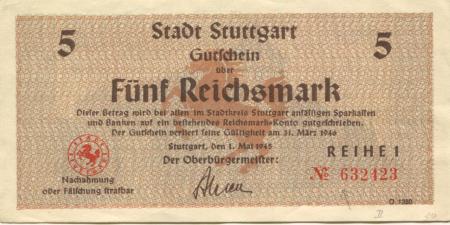 5 Stadt Stuttgart 5
Gutschein
über
Fünf Reichsmark
Dieser Betrag wird bei allen im Stadtkreis Stuttgart ansässigen Sparkassen
und Banken auf ein bestehendes Reichsmark-Konto gutgeschrieben.
Der Gutschein verliert seine Gültigkeit am 31. März 1946
Stuttgart, den 1. Mai 1945
REIHE 1
Der Oberbürgermeister:
№ 632423
Nachahmung
oder Fälschung strafbar
O 1380